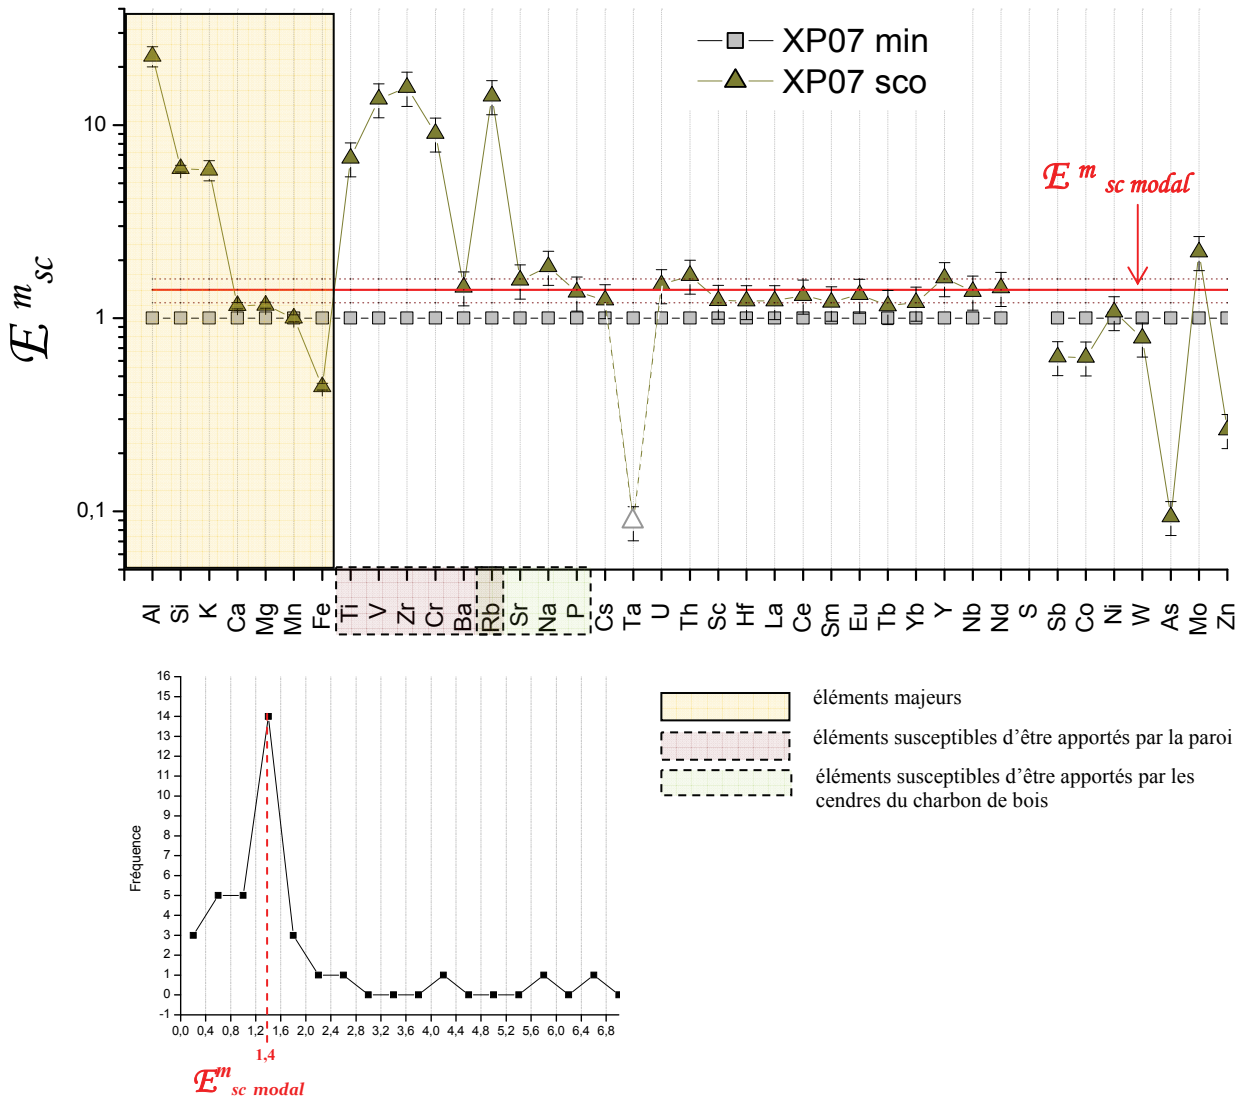 XP07 min
XP07 sco
E m sc modal
E m sc
10
1
0,1
Al Si K Ca Mg Mn Fe Ti V Zr Cr Ba Rb Sr Na P Cs Ta U Th Sc Hf La Ce Sm Eu Tb Yb Y Nb Nd S Sb Co Ni W As Mo Zn
16
15
14
13
12
11
10
9
8
7
6
5
4
3
2
1
0
-1
Fréquence
0,0 0,4 0,8 1,2 1,6 2,0 2,4 2,8 3,2 3,6 4,0 4,4 4,8 5,2 5,6 6,0 6,4 6,8
1,4
E m sc modal
éléments majeurs
éléments susceptibles d'être apportés par la paroi
éléments susceptibles d'être apportés par les
cendres du charbon de bois